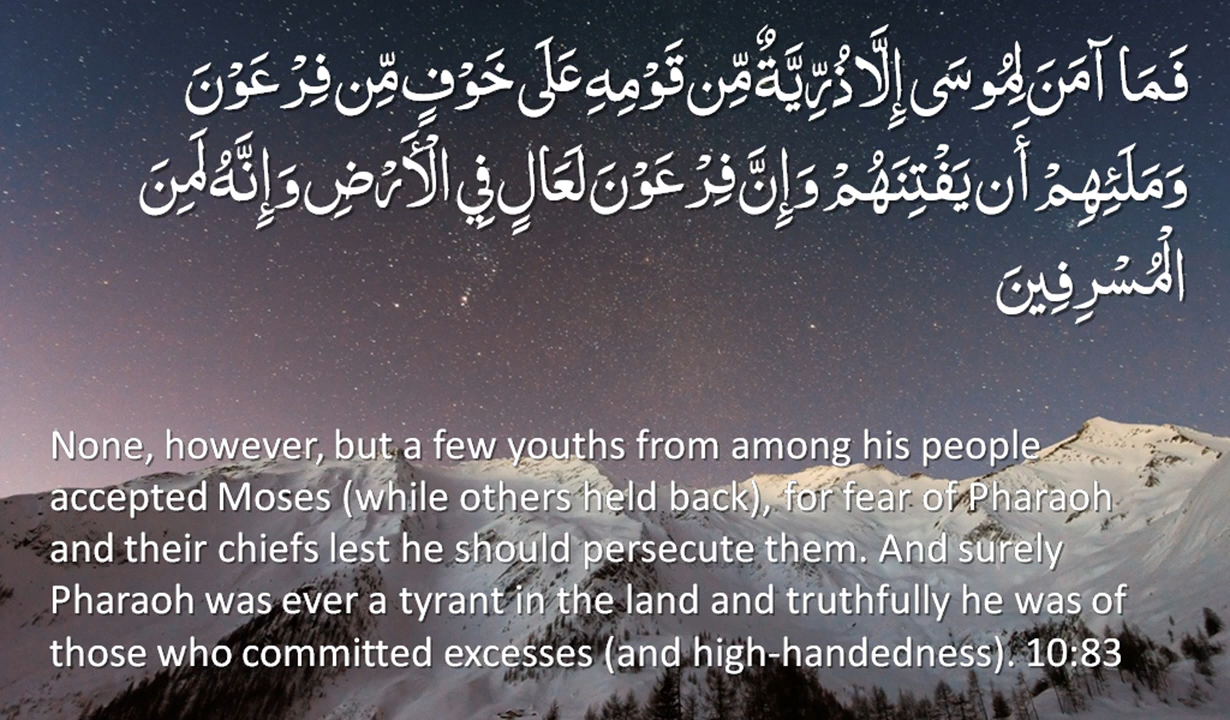 فَمَا آمَنَ لِمُوسَى إِلَّا ذُرِّيَّةٌ مِّن قَوْمِهِ عَلَى خَوْفٍ مِّن فِرْعَوْنَ
وَمَلَئِهِمْ أَن يَفْتِنَهُمْ وَإِنَّ فِرْعَوْنَ لَعَالٍ فِي الْأَرْضِ وَإِنَّهُ لَمِنَ
الْمُسْرِفِينَ
None, however, but a few youths from among his people
accepted Moses (while others held back), for fear of Pharaoh
and their chiefs lest he should persecute them. And surely
Pharaoh was ever a tyrant in the land and truthfully he was of
those who committed excesses (and high-handedness). 10:83